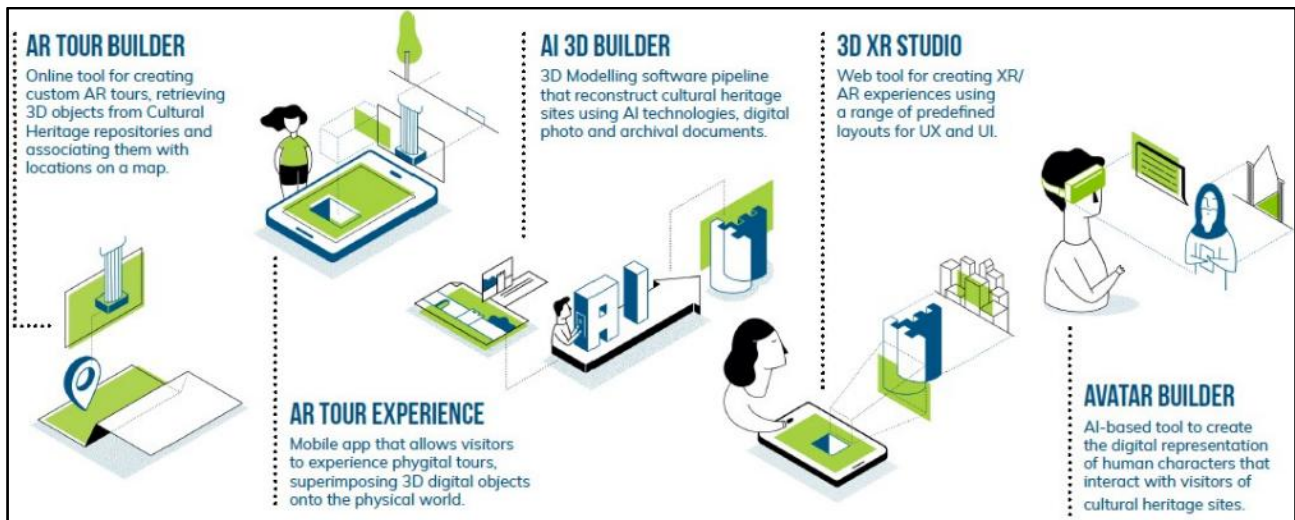 AR TOUR BUILDER
Online tool for creating
custom AR tours, retrieving
3D objects from Cultural
Heritage repositories and
associating them with
locations on a map.
AR TOUR EXPERIENCE
Mobile app that allows visitors
to experience phygital tours,
superimposing 3D digital objects
onto the physical world.
AI 3D BUILDER
3D Modelling software pipeline
that reconstruct cultural heritage
sites using AI technologies, digital
photo and archival documents.
AI
3D XR STUDIO
Web tool for creating XR/
AR experiences using
a range of predefined
layouts for UX and UI.
AVATAR BUILDER
AI-based tool to create
the digital representation
of human characters that
interact with visitors of
cultural heritage sites.